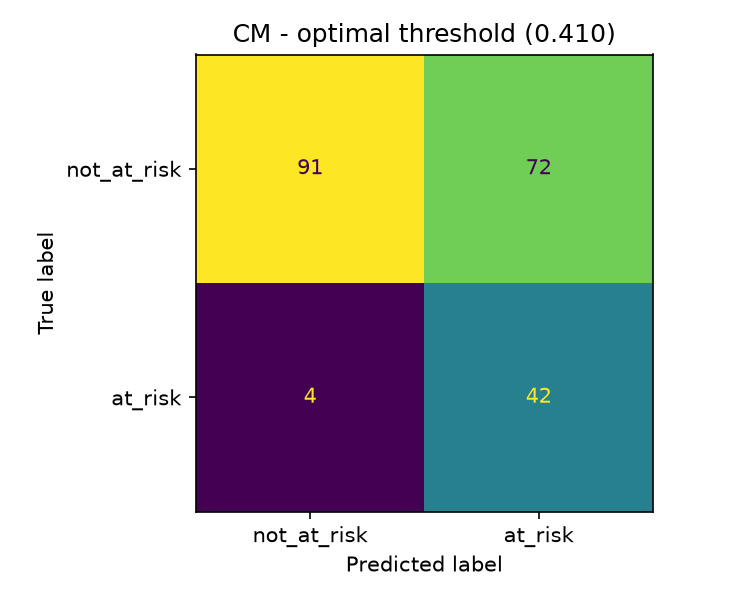 CM - optimal threshold (0.410)
True label
not_at_risk
91
72
at_risk
4
42
not_at_risk
at_risk
Predicted label